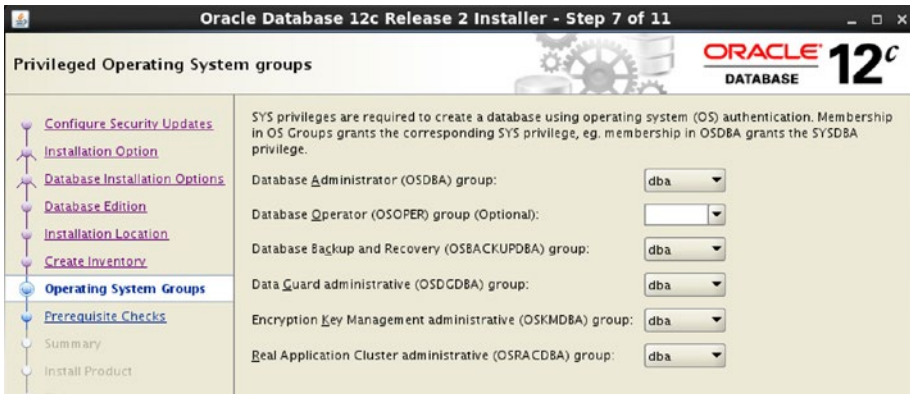 Oracle Database 12c Release 2 Installer - Step 7 of 11
Privileged Operating System groups
ORACLE
DATABASE
12c
Configure Security Updates
Installation Option
Database Installation Options
Database Edition
Installation Location
Create Inventory
Operating System Groups
Prerequisite Checks
Summary
Install Product
SYS privileges are required to create a database using operating system (OS) authentication. Membership
in OS Groups grants the corresponding SYS privilege, eg. membership in OSDBA grants the SYSDBA
privilege.
Database Administrator (OSDBA) group: dba
Database Operator (OSOPER) group (Optional):
Database Backup and Recovery (OSBACKUPDBA) group: dba
Data Guard administrative (OSDGDBA) group: dba
Encryption Key Management administrative (OSKMDBA) group: dba
Real Application Cluster administrative (OSRACDBA) group: dba